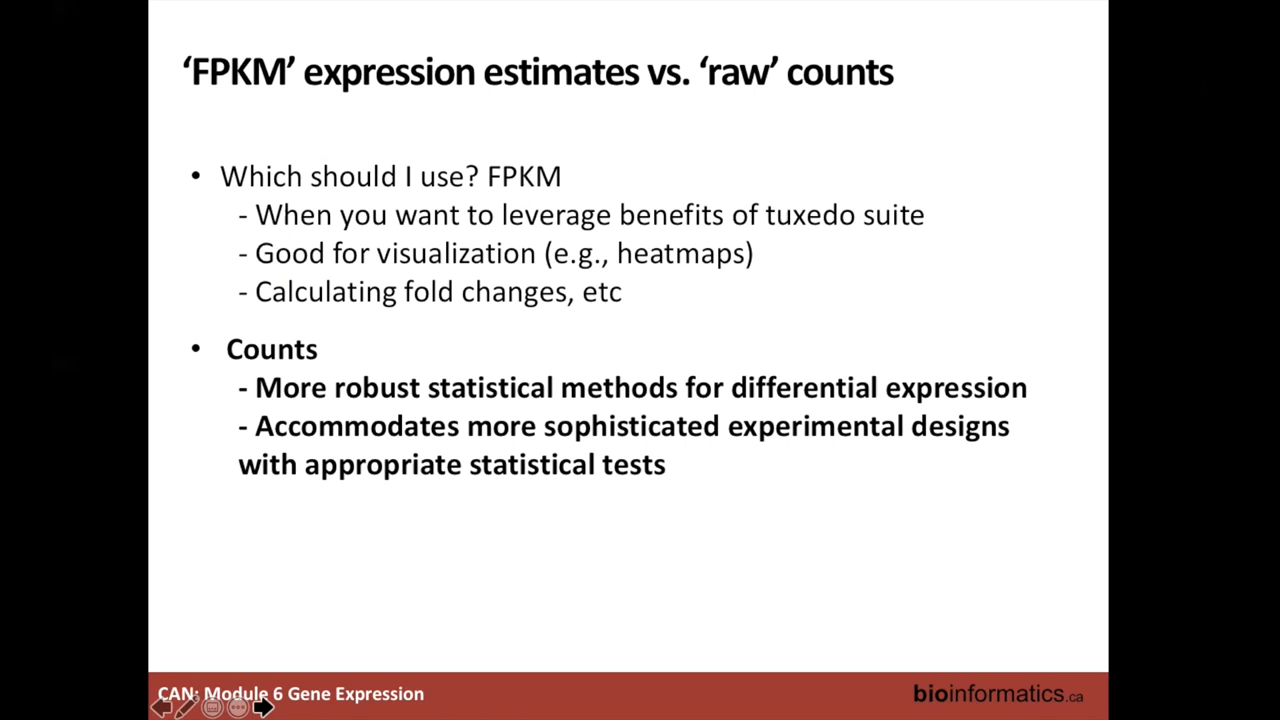 ‘FPKM’ expression estimates vs. ‘raw’ counts
• Which should I use? FPKM
- When you want to leverage benefits of tuxedo suite
- Good for visualization (e.g., heatmaps)
- Calculating fold changes, etc
• Counts
- More robust statistical methods for differential expression
- Accommodates more sophisticated experimental designs
with appropriate statistical tests
CAN: Module 6 Gene Expression
bioinformatics.ca